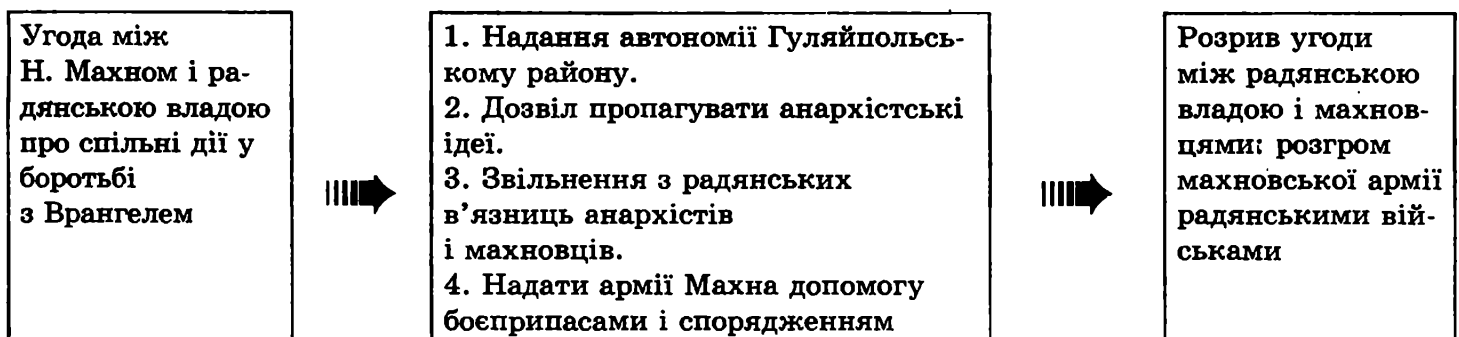 Угода між
Н. Махном і ра-
дянською владою
про спільні дії у
боротьбі
з Врангелем
1. Надання автономії Гуляйпольсь-
кому району.
2. Дозвіл пропагувати анархістські
ідеї.
3. Звільнення з радянських
в’язниць анархістів
і махновців.
4. Надати армії Махна допомогу
боєприпасами і спорядженням
Розрив угоди
між радянською
владою і махнов-
цями: розгром
махновської армії
радянськими вій-
ськами